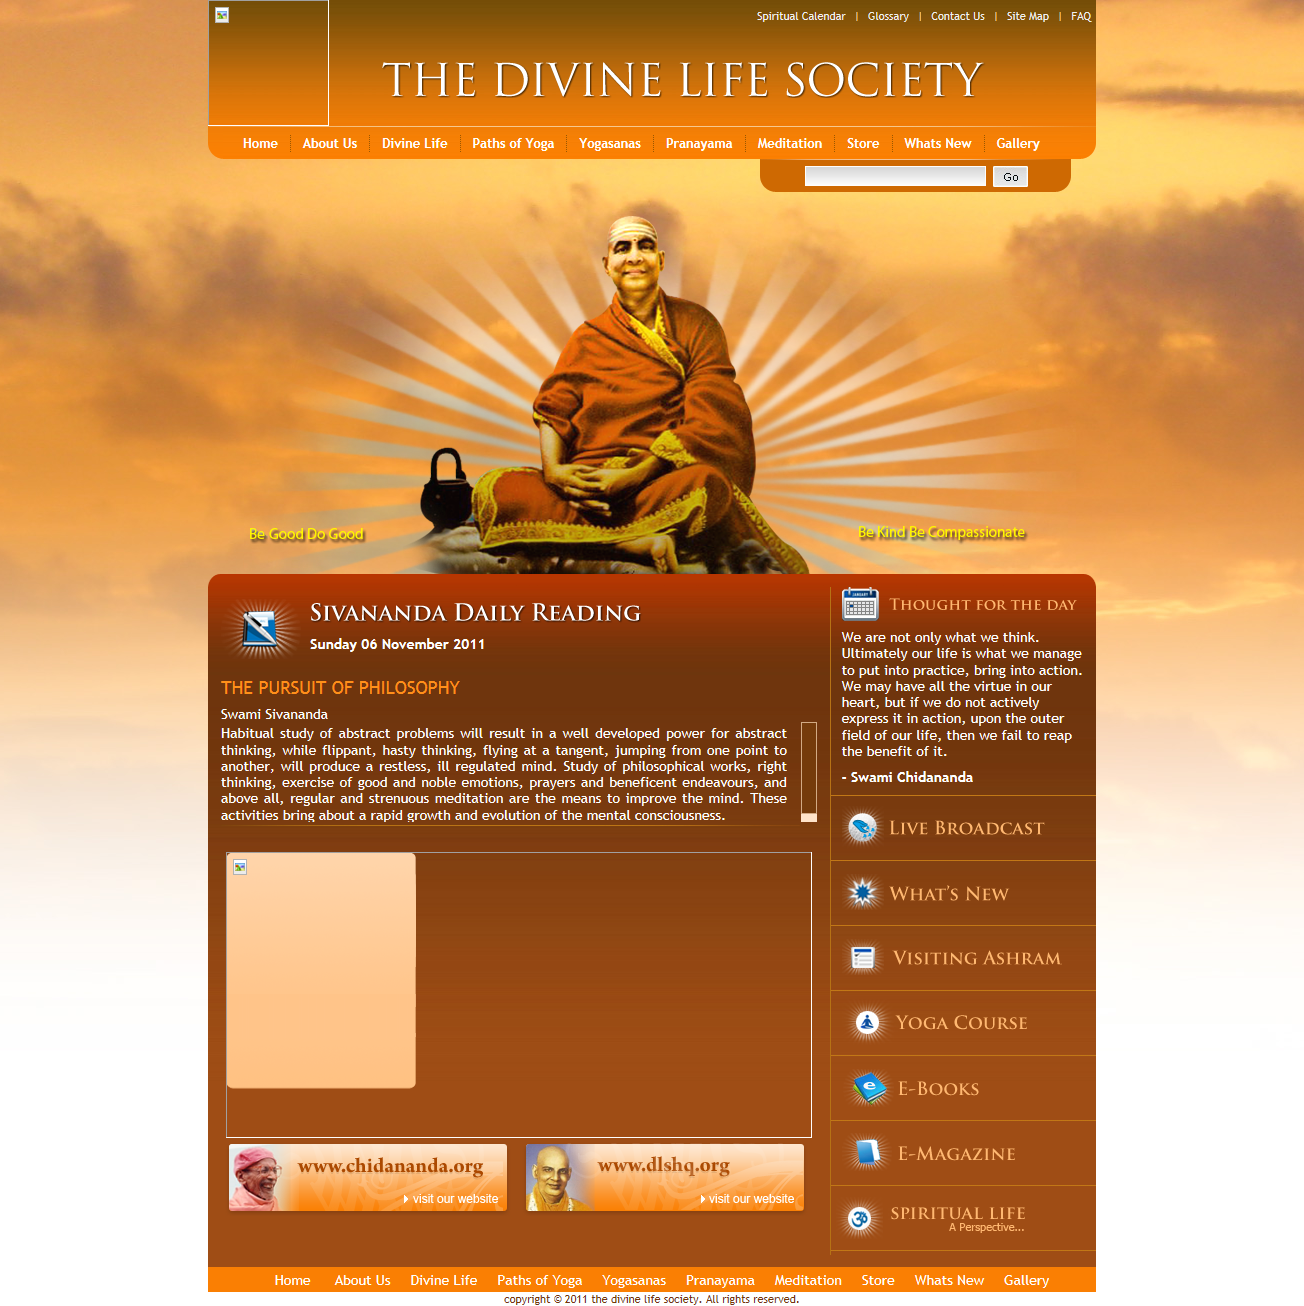 Spiritual Calendar | Glossary | Contact Us | Site Map | FAQ
THE DIVINE LIFE SOCIETY
Home About Us Divine Life Paths of Yoga Yogasanas Pranayama Meditation Store Whats New Gallery
Go
Be Good Do Good
Be Kind Be Compassionate
SIVANANDA DAILY READING
Sunday 06 November 2011
THE PURSUIT OF PHILOSOPHY
Swami Sivananda
Habitual study of abstract problems will result in a well developed power for abstract
thinking, while flippant, hasty thinking, flying at a tangent, jumping from one point to
another, will produce a restless, ill regulated mind. Study of philosophical works, right
thinking, exercise of good and noble emotions, prayers and beneficent endeavours, and
above all, regular and strenuous meditation are the means to improve the mind. These
activities bring about a rapid growth and evolution of the mental consciousness.
www.chidananda.org
visit our website
www.dlshq.org
visit our website
JANUARY
THOUGHT FOR THE DAY
We are not only what we think.
Ultimately our life is what we manage
to put into practice, bring into action.
We may have all the virtue in our
heart, but if we do not actively
express it in action, upon the outer
field of our life, then we fail to reap
the benefit of it.
- Swami Chidananda
LIVE BROADCAST
WHAT'S NEW
VISITING ASHRAM
YOGA COURSE
e
E-BOOKS
E-MAGAZINE
ॐ
SPIRITUAL LIFE
A Perspective...
Home About Us Divine Life Paths of Yoga Yogasanas Pranayama Meditation Store Whats New Gallery
copyright © 2011 the divine life society. All rights reserved.